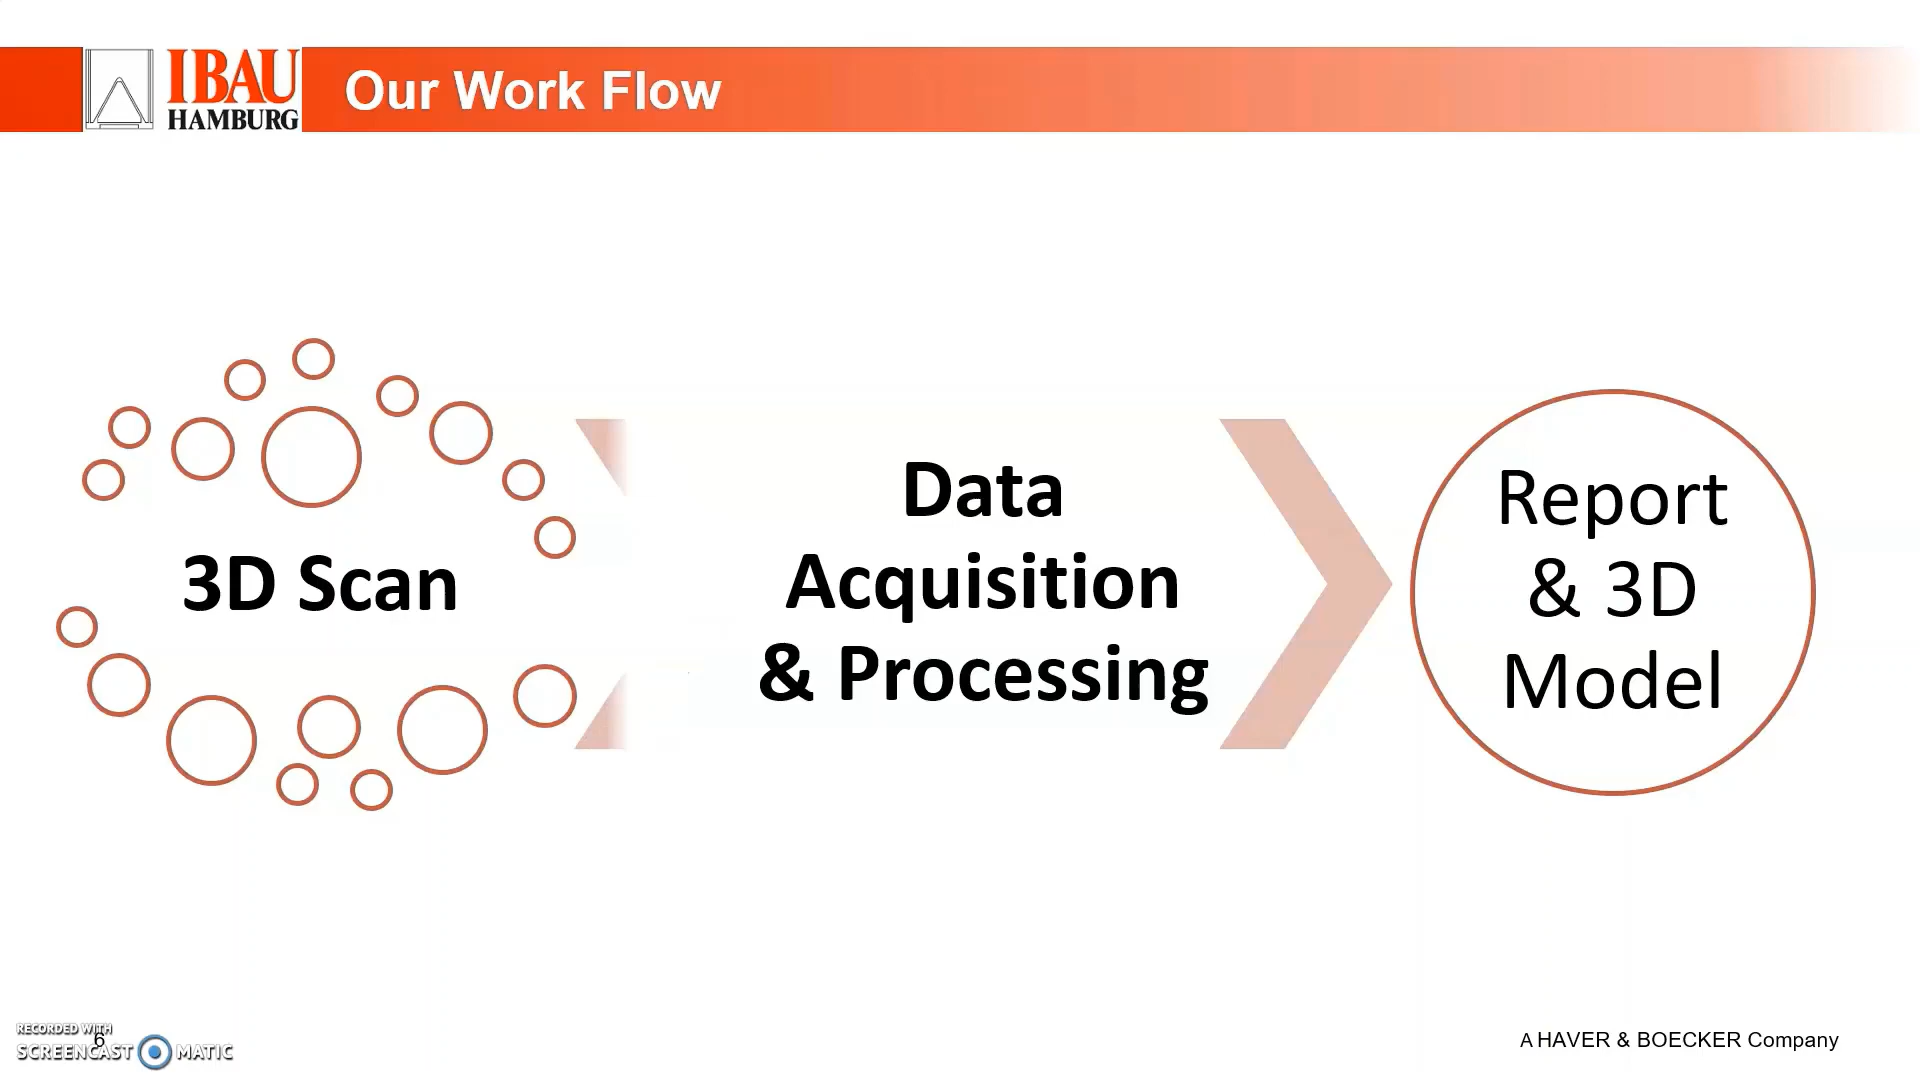 IBAU
HAMBURG
Our Work Flow
3D Scan
Data
Acquisition
& Processing
Report
& 3D
Model
RECORDED WITH
6
SCREENCAST MATIC
A HAVER & BOECKER Company